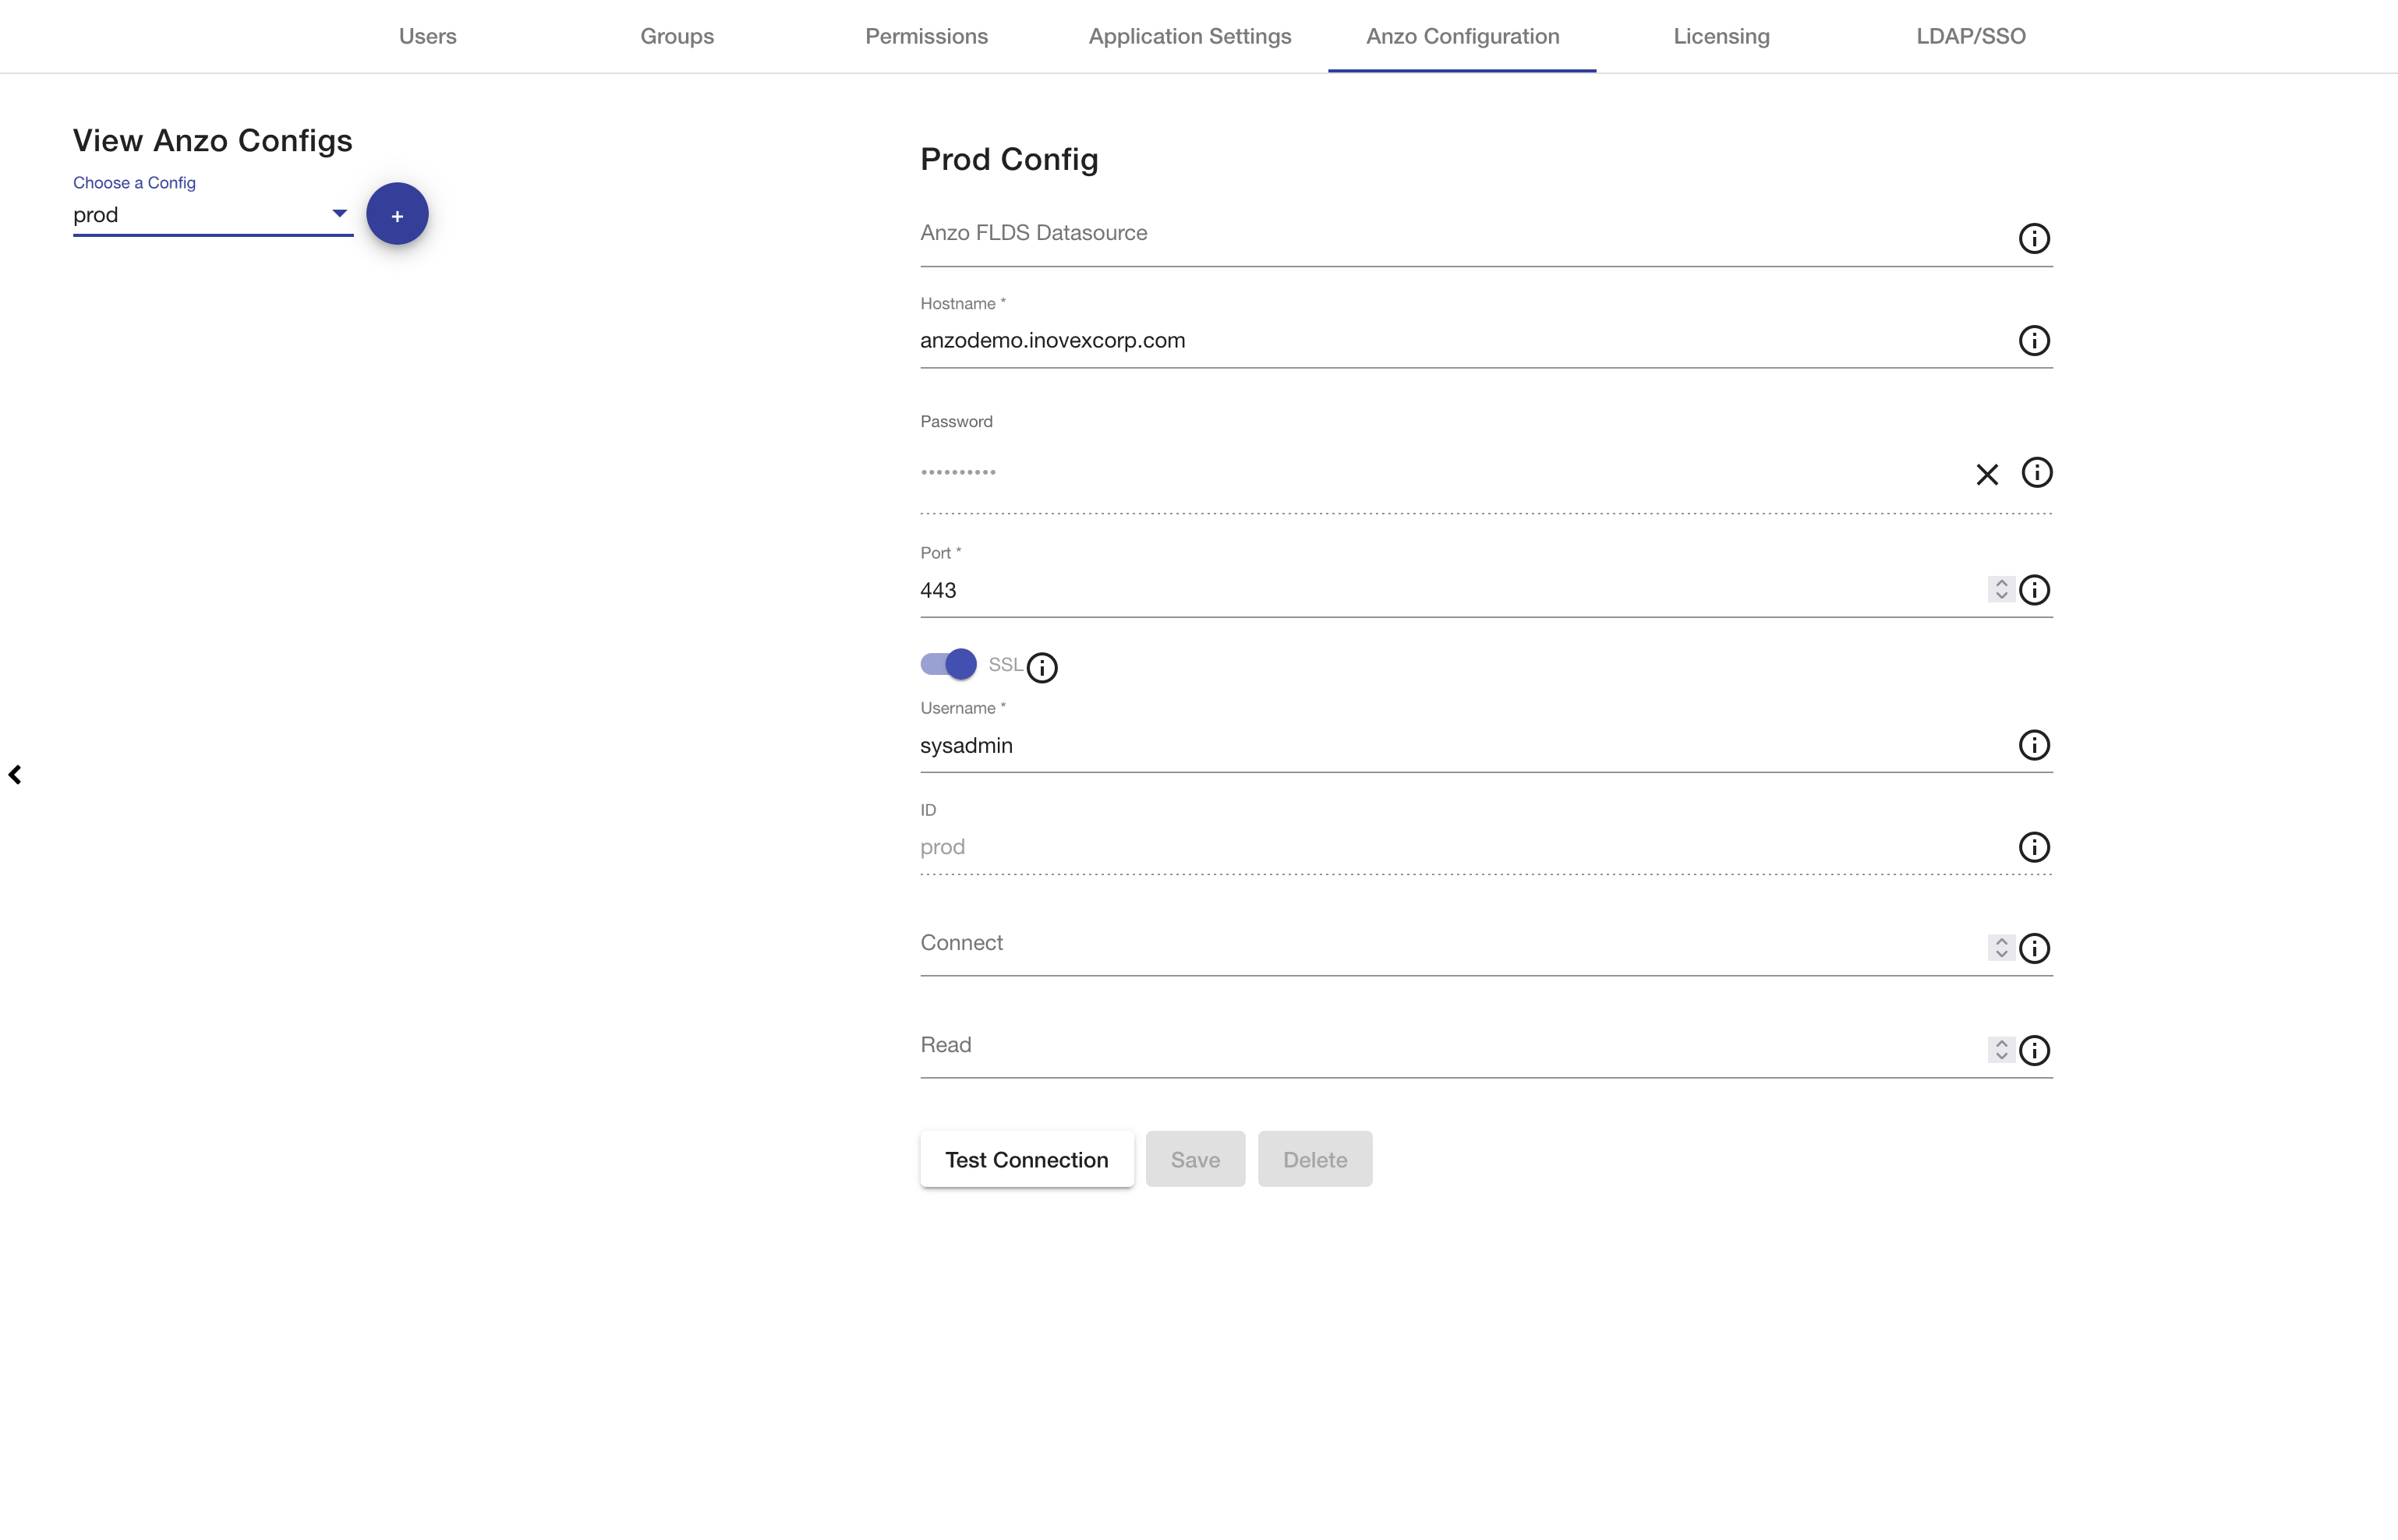 Users Groups Permissions Application Settings Anzo Configuration Licensing LDAP/SSO
View Anzo Configs
Choose a Config
prod
+
Prod Config
Anzo FLDS Datasource
Hostname *
anzodemo.inovexcorp.com
Password
••••••••••
Port *
443
SSL
Username *
sysadmin
ID
prod
Connect
Read
Test Connection Save Delete